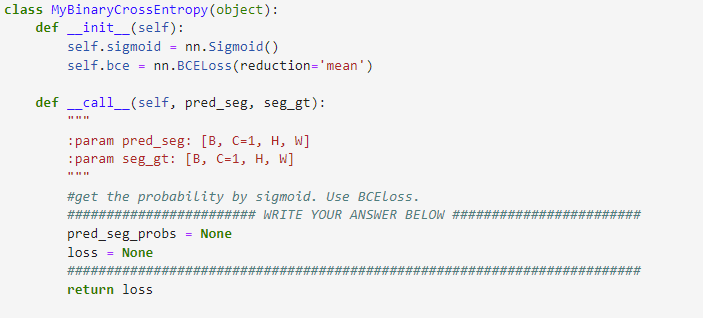 class MyBinaryCrossEntropy(object):
    def __init__(self):
        self.sigmoid = nn.Sigmoid()
        self.bce = nn.BCELoss(reduction='mean')

    def __call__(self, pred_seg, seg_gt):
        """
        :param pred_seg: [B, C=1, H, W]
        :param seg_gt: [B, C=1, H, W]
        """
        #get the probability by sigmoid. Use BCELoss.
        ######################## WRITE YOUR ANSWER BELOW ########################
        pred_seg_probs = None
        loss = None
        #########################################################################
        return loss